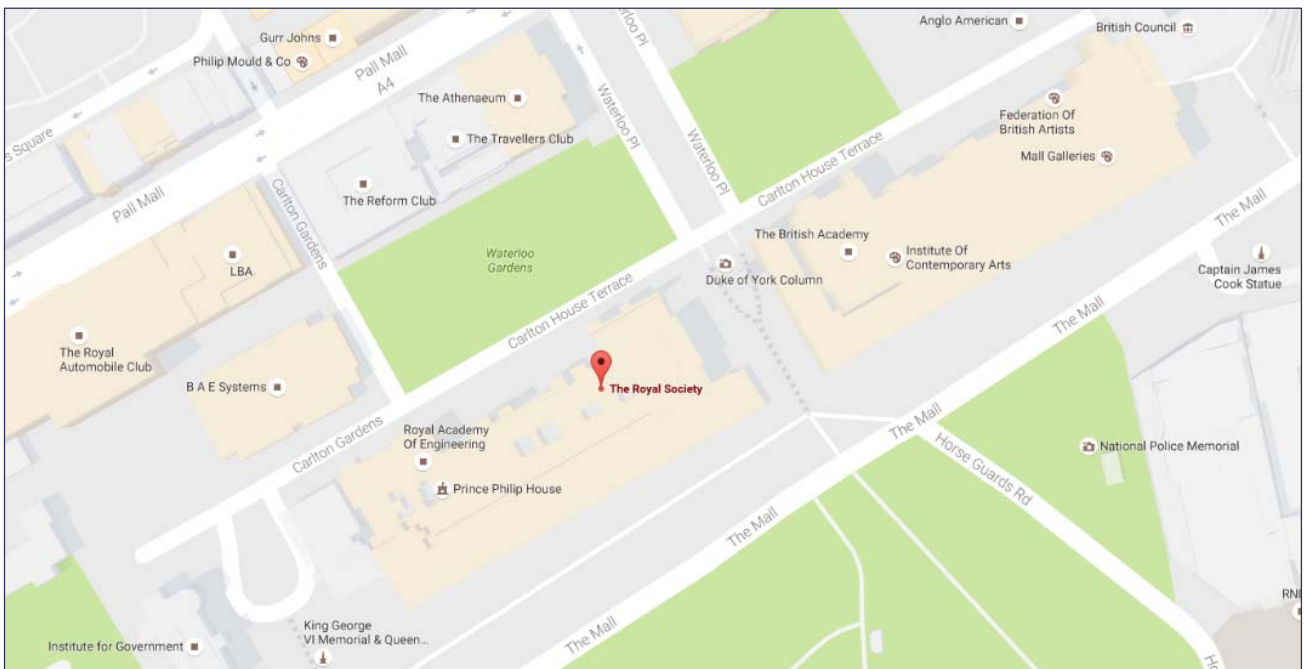 Anglo American
British Council
Gurr Johns
Philip Mould & Co
Pall Mall
A4
Waterloo Pl
The Athenaeum
Waterloo Pl
Federation Of
British Artists
s Square
The Travellers Club
Waterloo Pl
Mall Galleries
Carlton House Terrace
The Reform Club
Pall Mall
Carlton Gardens
The Mall
The British Academy
Waterloo
Gardens
Institute Of
Contemporary Arts
LBA
Duke of York Column
Captain James
Cook Statue
Carlton House Terrace
The Mall
The Royal
Automobile Club
B A E Systems
The Royal Society
The Mall
Royal Academy
Of Engineering
Carlton Gardens
National Police Memorial
Horse Guards Rd
Prince Philip House
The Mall
King George
VI Memorial & Queen...
Institute for Government
The Mall
RNI
Ho